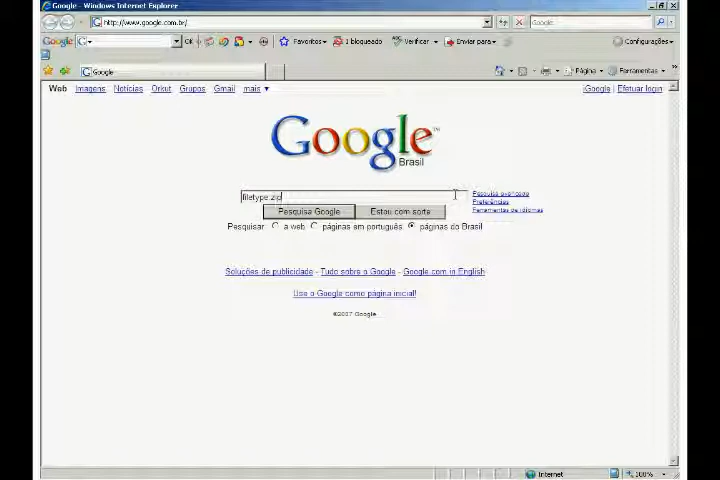 Google - Windows Internet Explorer
http://www.google.com.br/
Google
Google G OK Favoritos 1 bloqueado Verificar Enviar para Configurações
Google
Página Ferramentas
Web Imagens Notícias Orkut Grupos Gmail mais ▼ iGoogle | Efetuar login
Google™
Brasil
filetype:zip
Pesquisa avançada
Preferências
Ferramentas de idiomas
Pesquisa Google Estou com sorte
Pesquisar: a web páginas em português páginas do Brasil
Soluções de publicidade - Tudo sobre o Google - Google.com in English
Use o Google como página inicial!
©2007 Google
Internet 100%